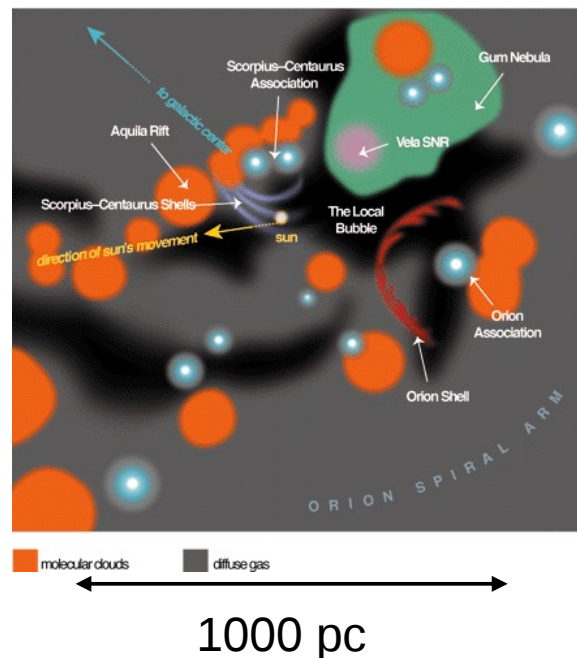 Scorpius–Centaurus
Association
Gum Nebula
to galactic center
Aquila Rift
Vela SNR
Scorpius–Centaurus Shells
The Local
Bubble
direction of sun's movement
sun
Orion
Association
Orion Shell
ORION SPIRAL ARM
molecular clouds
diffuse gas
1000 pc